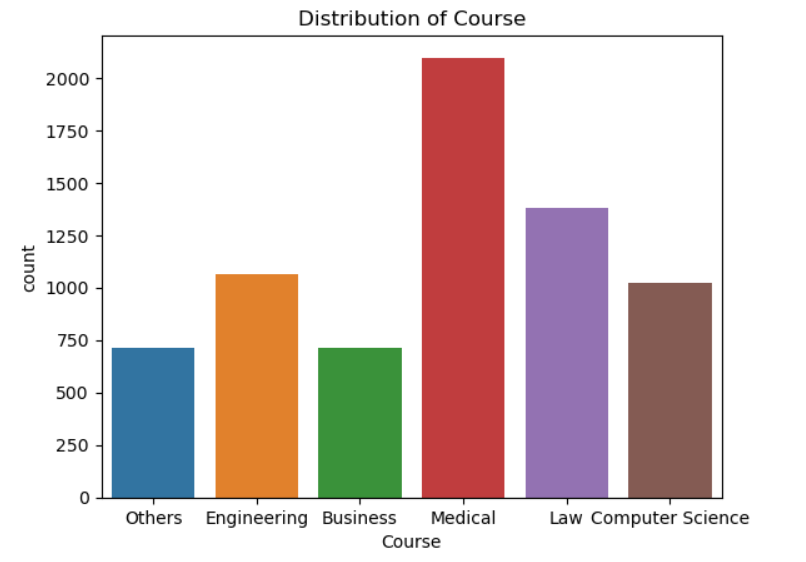 Distribution of Course
2000
1750
1500
1250
1000
750
500
250
0
count
Others Engineering Business Medical Law Computer Science
Course